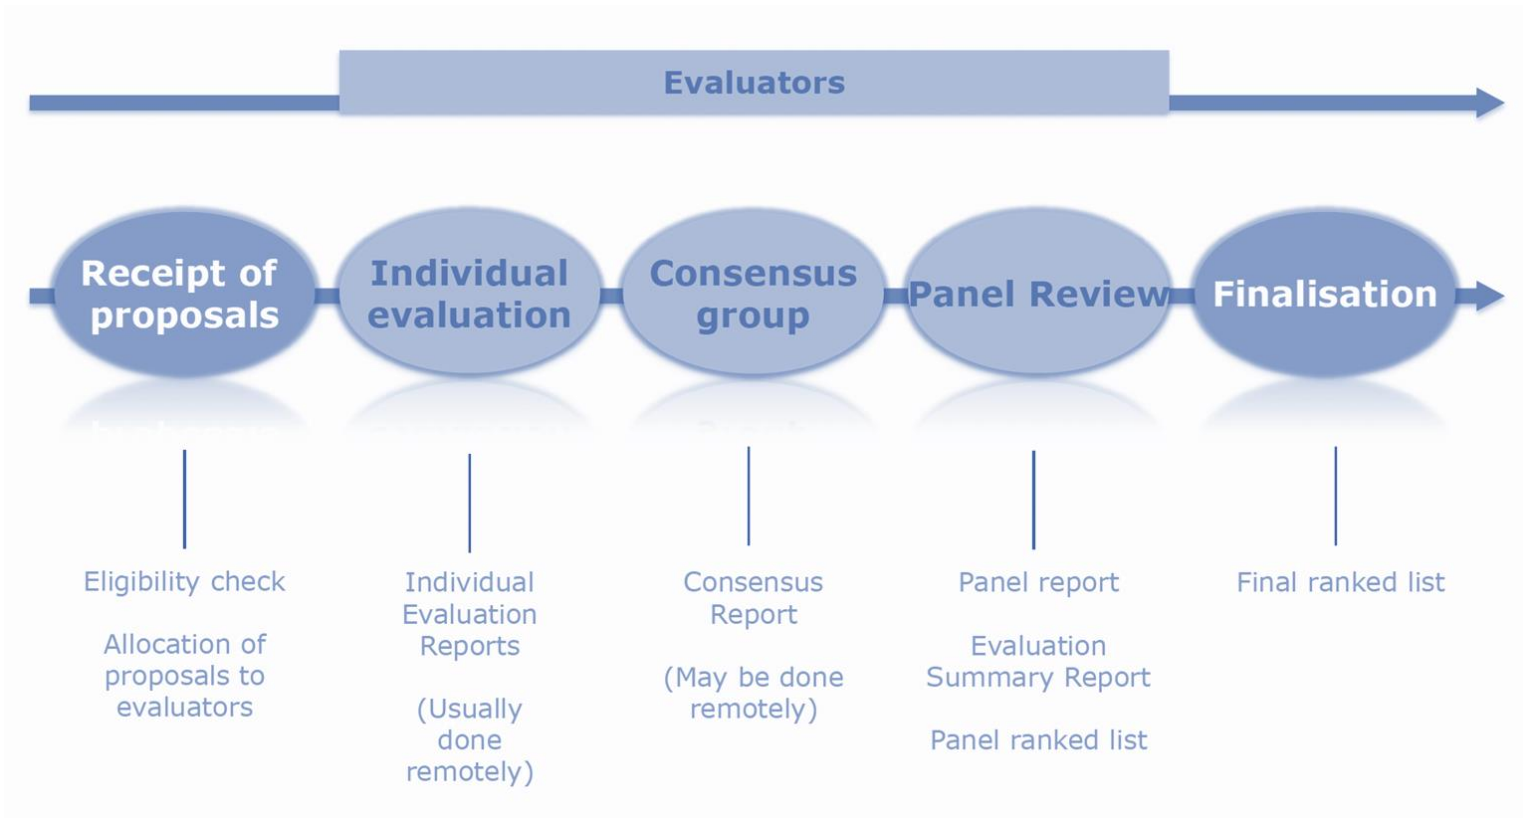 Evaluators
Receipt of
proposals
Individual
evaluation
Consensus
group
Panel Review
Finalisation
Eligibility check
Allocation of
proposals to
evaluators
Individual
Evaluation
Reports
(Usually
done
remotely)
Consensus
Report
(May be done
remotely)
Panel report
Evaluation
Summary Report
Panel ranked list
Final ranked list